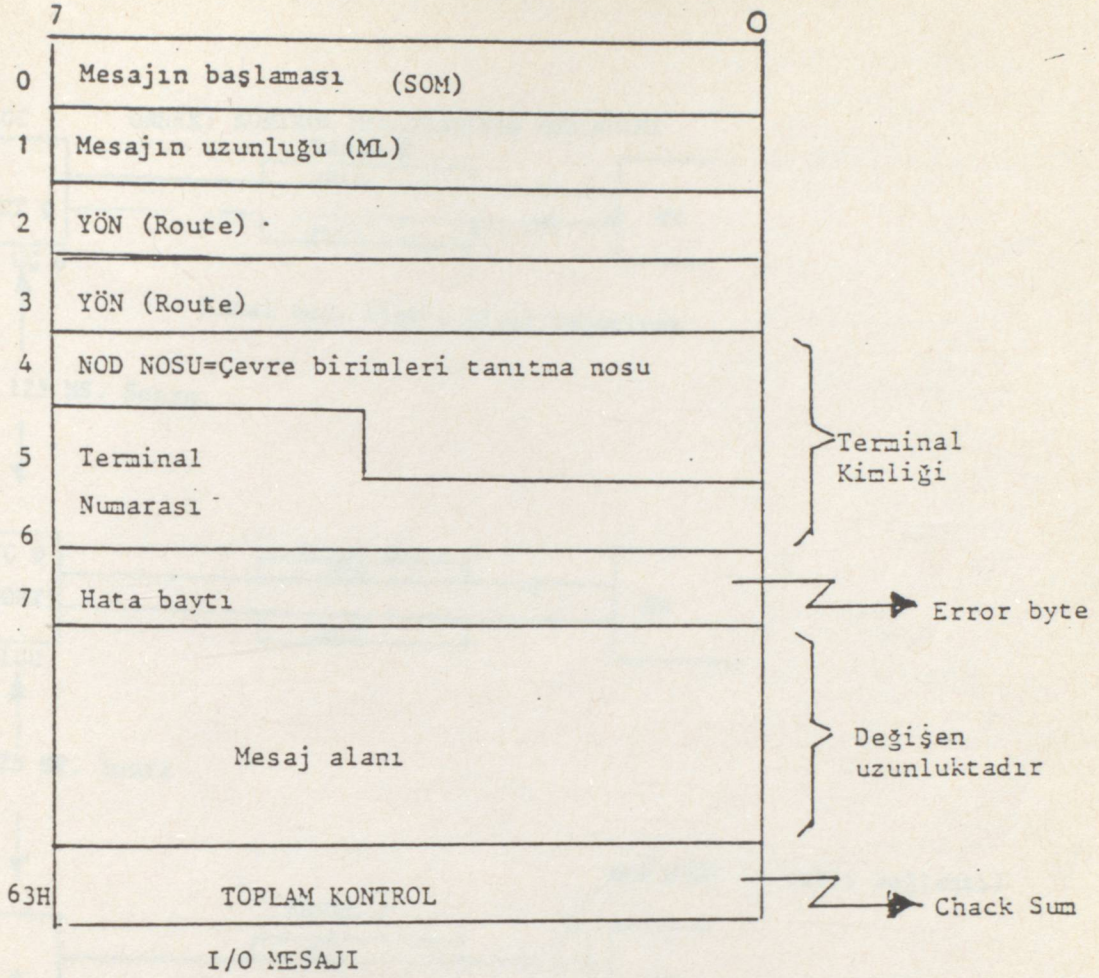 7 0
0 Mesajın başlaması (SOM)
1 Mesajın uzunluğu (ML)
2 YÖN (Route)
3 YÖN (Route)
4 NOD NOSU=Çevre birimleri tanıtma nosu
5 Terminal
Numarası
6
Terminal
Kimliği
7 Hata baytı
Error byte
Mesaj alanı
Değişen
uzunluktadır
63H TOPLAM KONTROL
Chack Sum
I/O MESAJI